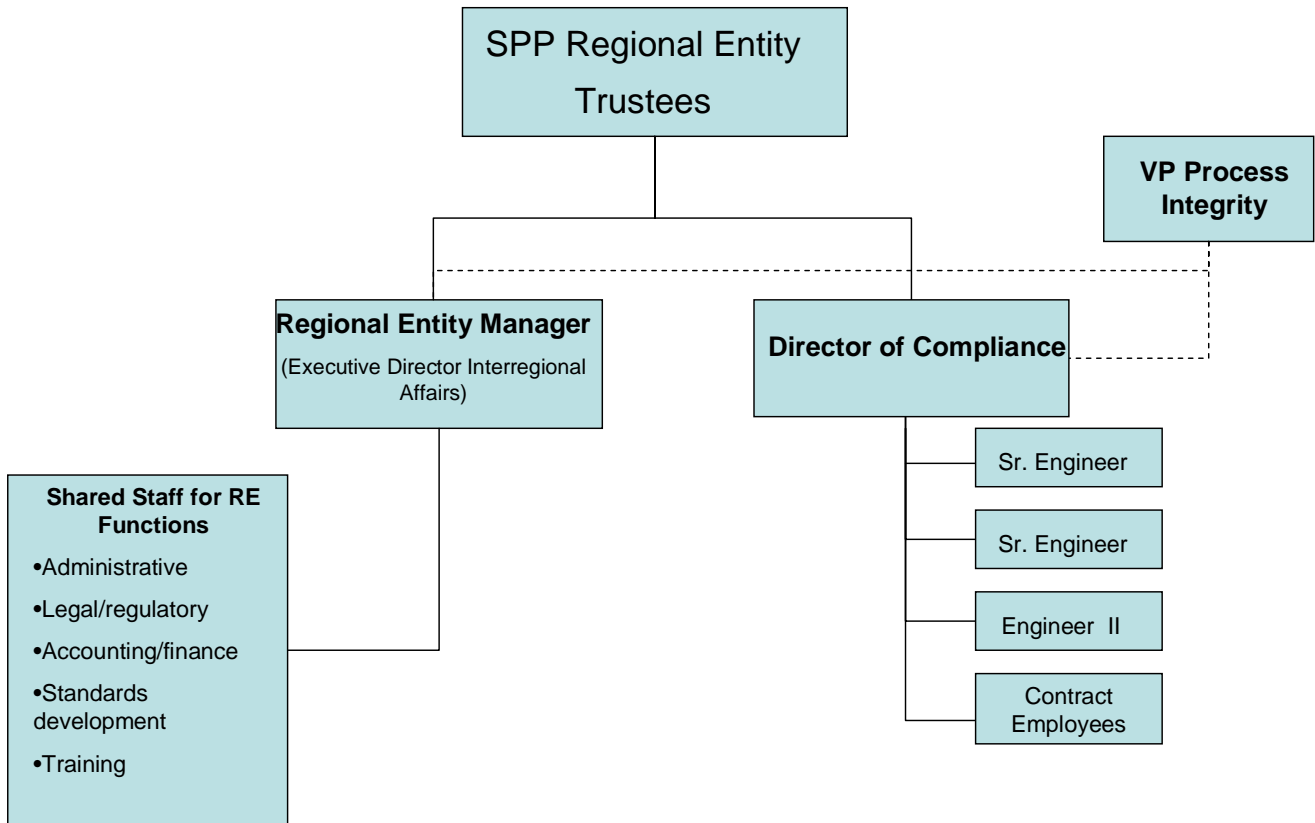 SPP Regional Entity
Trustees
VP Process
Integrity
Regional Entity Manager
(Executive Director Interregional
Affairs)
Director of Compliance
Shared Staff for RE
Functions
•Administrative
•Legal/regulatory
•Accounting/finance
•Standards
development
•Training
Sr. Engineer
Sr. Engineer
Engineer II
Contract
Employees